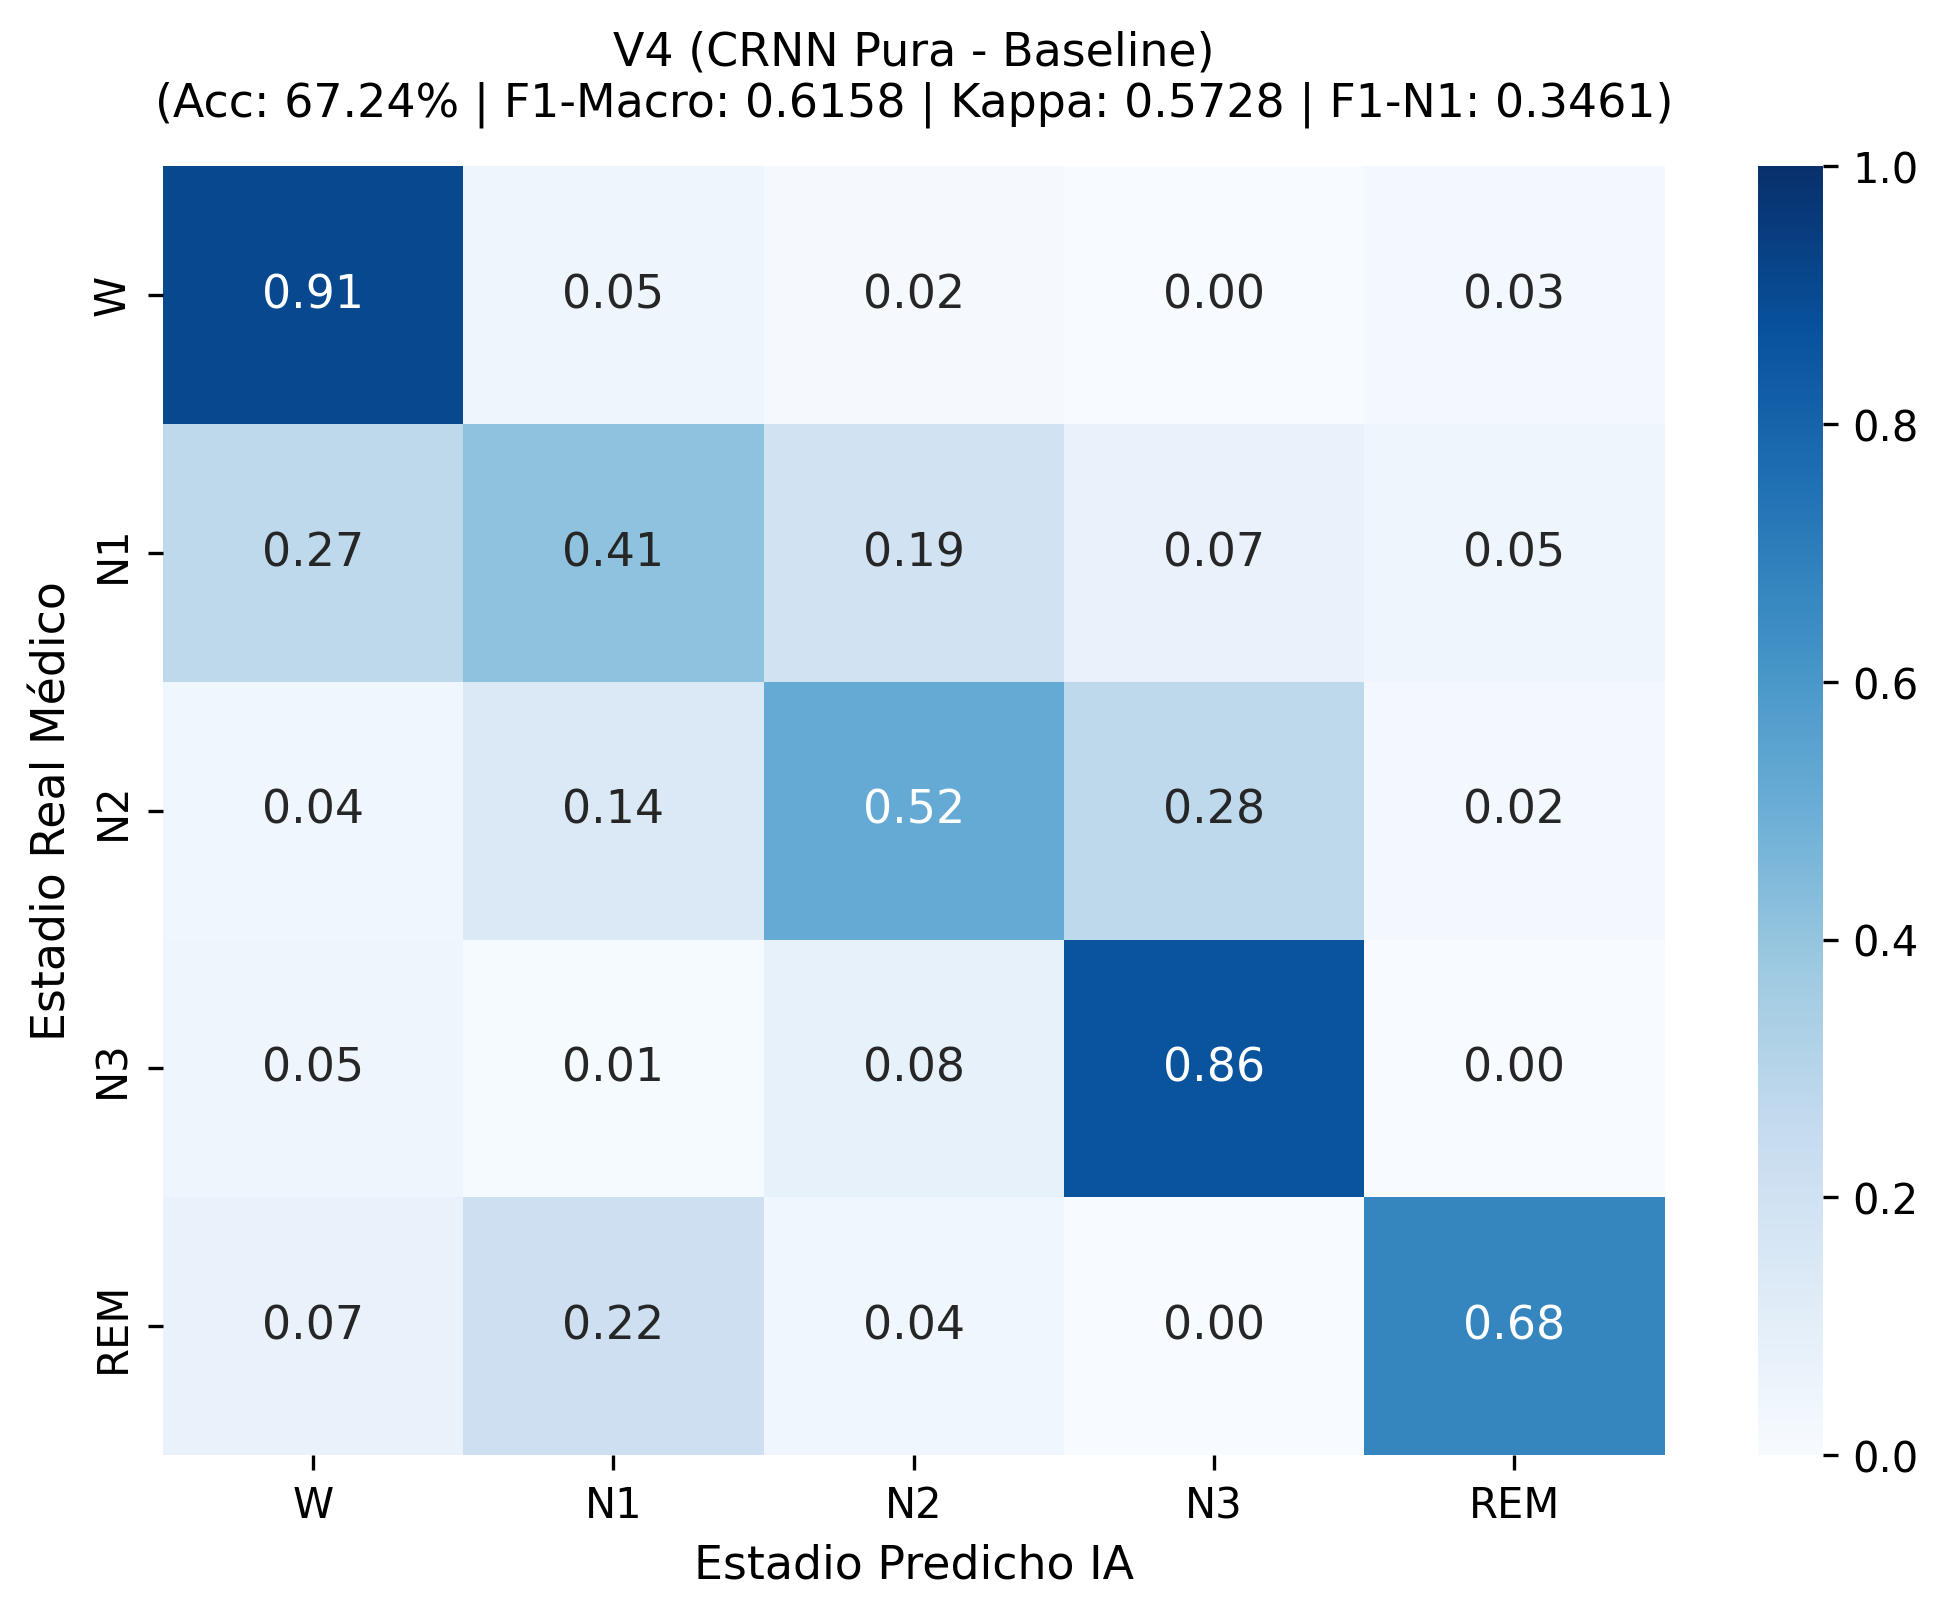 V4 (CRNN Pura - Baseline)
(Acc: 67.24% | F1-Macro: 0.6158 | Kappa: 0.5728 | F1-N1: 0.3461)
Estadio Real Médico
W 0.91 0.05 0.02 0.00 0.03
N1 0.27 0.41 0.19 0.07 0.05
N2 0.04 0.14 0.52 0.28 0.02
N3 0.05 0.01 0.08 0.86 0.00
REM 0.07 0.22 0.04 0.00 0.68
W N1 N2 N3 REM
Estadio Predicho IA
1.0
0.8
0.6
0.4
0.2
0.0